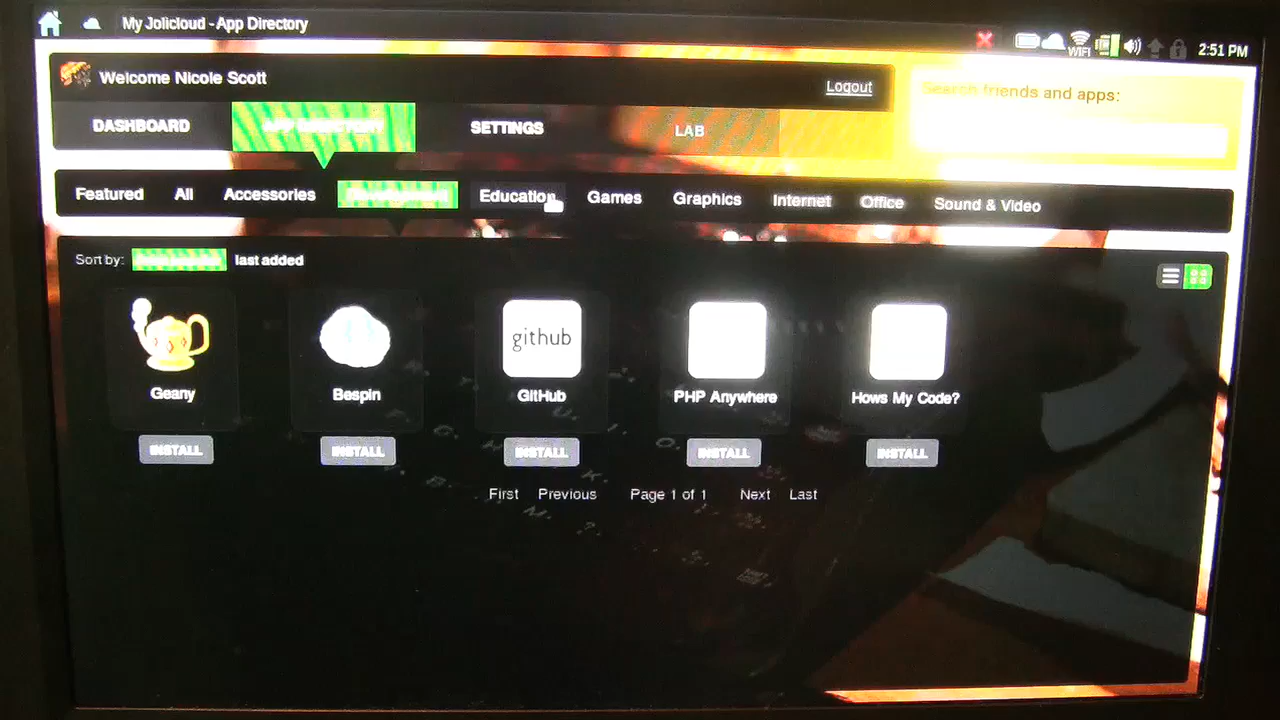 My Jolicloud - App Directory
WIFI
2:51 PM
Welcome Nicole Scott
Logout
Search friends and apps:
DASHBOARD
APP DIRECTORY
SETTINGS
LAB
Featured All Accessories Education Games Graphics Internet Office Sound & Video
Sort by: last added
Geany Bespin github GitHub PHP Anywhere Hows My Code?
INSTALL INSTALL INSTALL INSTALL INSTALL
First Previous Page 1 of 1 Next Last